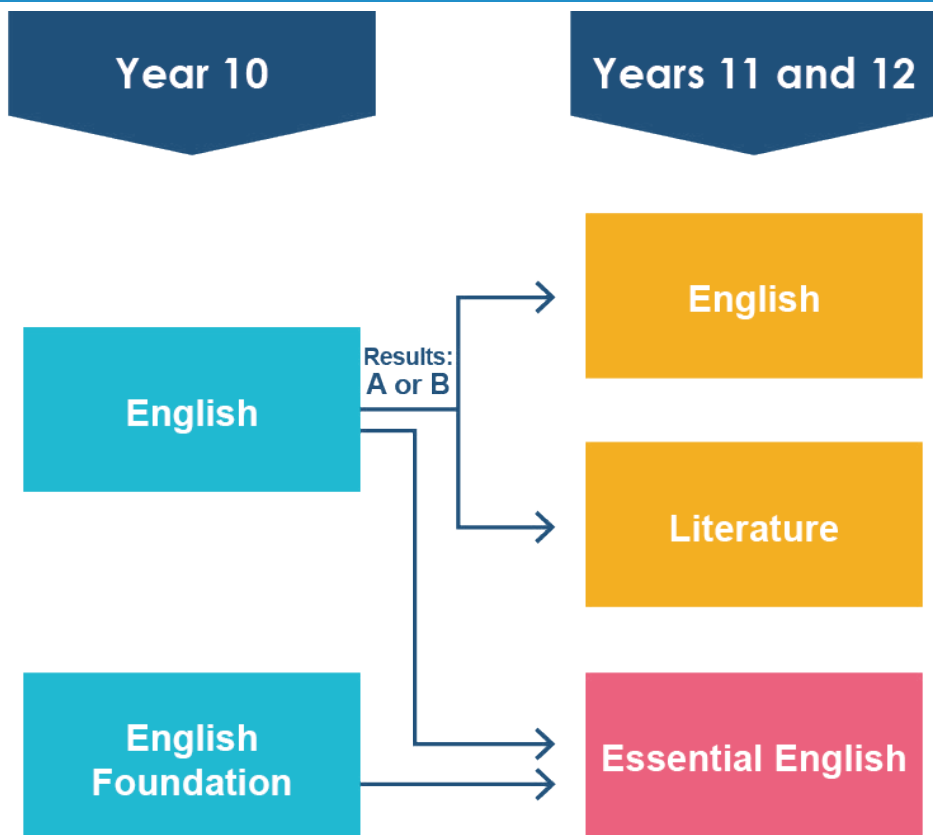 Year 10
Years 11 and 12
English
Results:
A or B
English
Literature
English
Foundation
Essential English